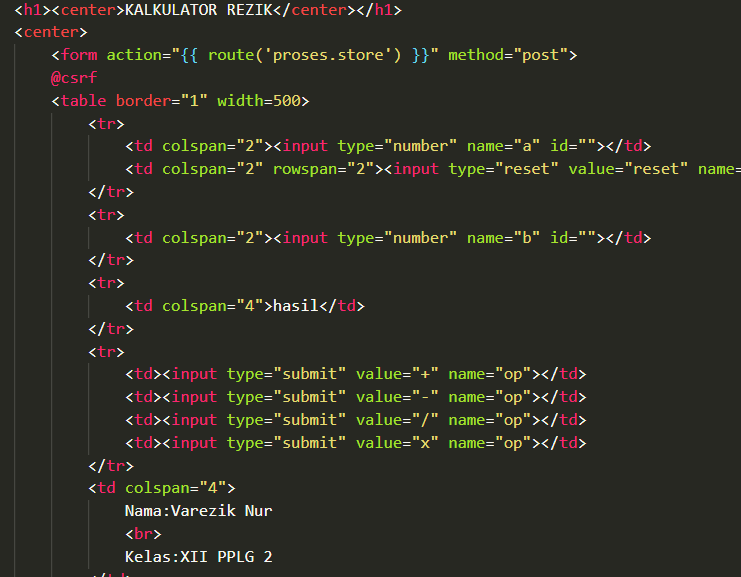 <h1><center>KALKULATOR REZIK</center></h1>
<center>
<form action="{{ route('proses.store') }}" method="post">
@csrf
<table border="1" width=500>
<tr>
<td colspan="2"><input type="number" name="a" id=""></td>
<td colspan="2" rowspan="2"><input type="reset" value="reset" name=
</tr>
<tr>
<td colspan="2"><input type="number" name="b" id=""></td>
</tr>
<tr>
<td colspan="4">hasil</td>
</tr>
<tr>
<td><input type="submit" value="+" name="op"></td>
<td><input type="submit" value="-" name="op"></td>
<td><input type="submit" value="/" name="op"></td>
<td><input type="submit" value="x" name="op"></td>
</tr>
<td colspan="4">
Nama:Varezik Nur
<br>
Kelas:XII PPLG 2